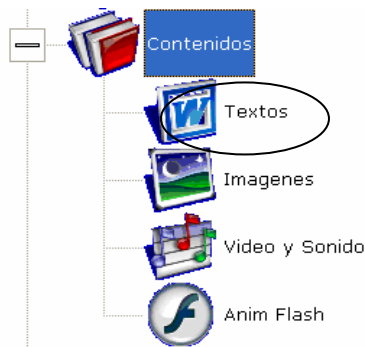 Contenidos
Textos
Imagenes
Video y Sonido
Anim Flash